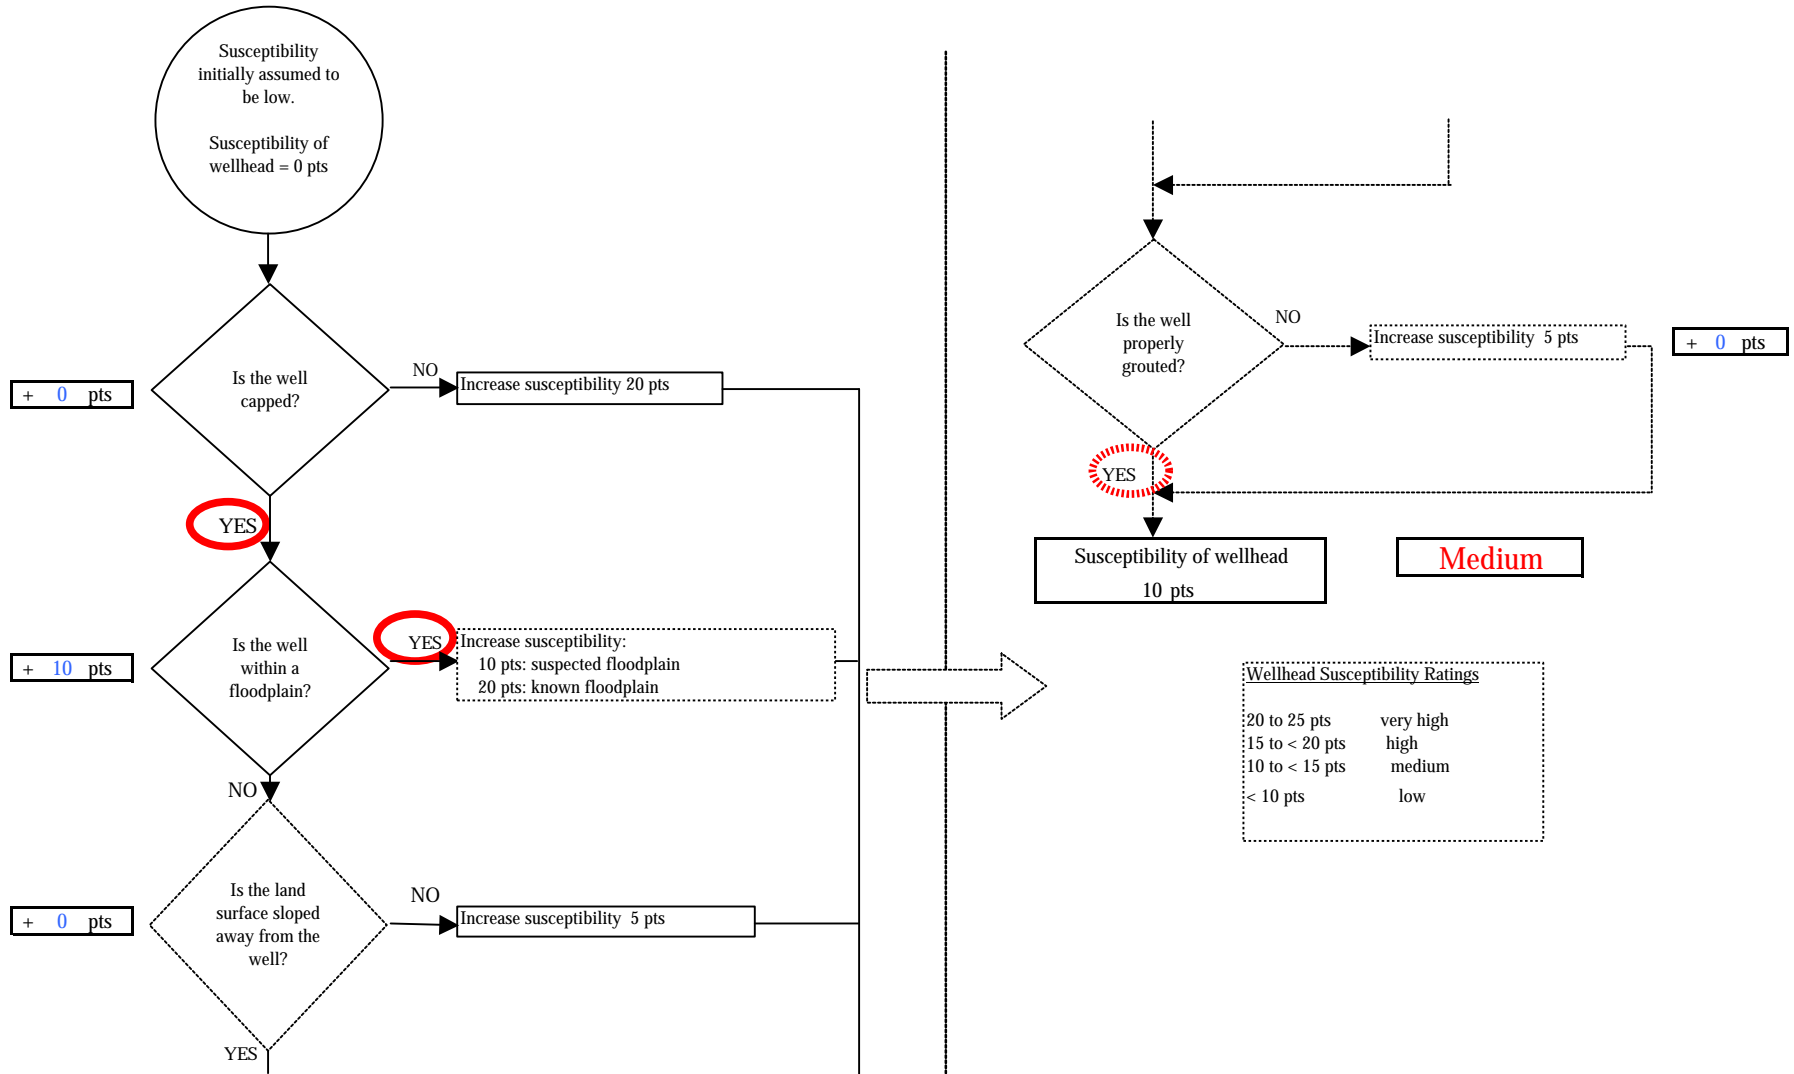 Susceptibility
initially assumed to
be low.
Susceptibility of
wellhead = 0 pts
+ 0 pts
Is the well
capped?
NO
Increase susceptibility 20 pts
YES
+ 10 pts
Is the well
within a
floodplain?
YES
Increase susceptibility:
10 pts: suspected floodplain
20 pts: known floodplain
NO
+ 0 pts
Is the land
surface sloped
away from the
well?
NO
Increase susceptibility 5 pts
YES
Is the well
properly
grouted?
NO
Increase susceptibility 5 pts
+ 0 pts
YES
Susceptibility of wellhead
10 pts
Medium
Wellhead Susceptibility Ratings
20 to 25 pts very high
15 to < 20 pts high
10 to < 15 pts medium
< 10 pts low